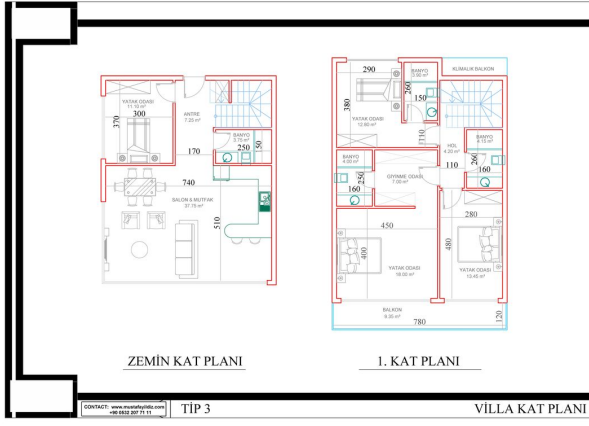 YATAK ODASI
11.10 m²
300
370
ANTRE
7.25 m²
170
BANYO
3.75 m²
250
740
SALON & MUTFAK
37.75 m²
510
ZEMİN KAT PLANI
290
BANYO
3.90 m²
KLİMALIK BALKON
260
150
380
YATAK ODASI
12.60 m²
110
HOL
4.20 m²
BANYO
4.15 m²
260
160
110
BANYO
4.00 m²
250
160
GİYİNME ODASI
7.00 m²
280
450
400
480
YATAK ODASI
18.00 m²
YATAK ODASI
13.45 m²
BALKON
9.35 m²
780
120
1. KAT PLANI
CONTACT: www.mustafayildiz.com
+90 0532 207 71 11
TİP 3
VİLLA KAT PLANI